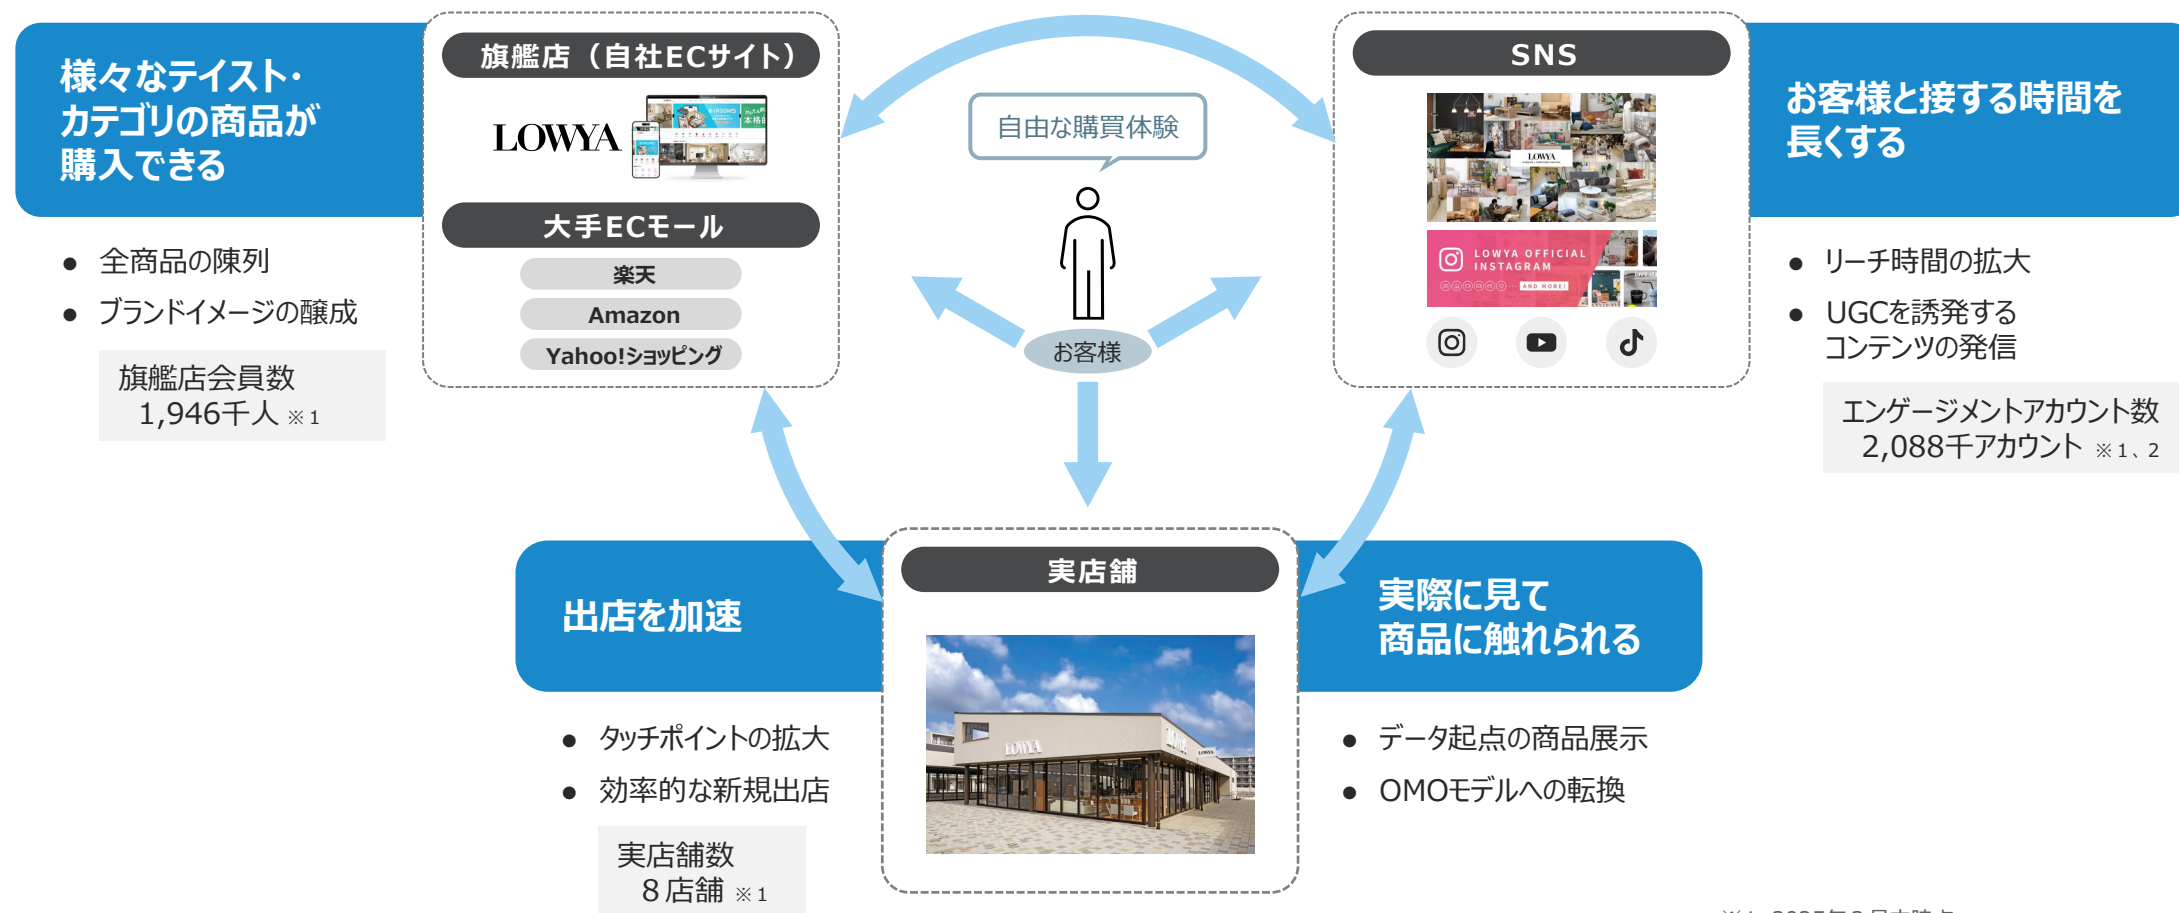 様々なテイスト・
カテゴリの商品が
購入できる
● 全商品の陳列
● ブランドイメージの醸成
旗艦店会員数
1,946千人 ※1
旗艦店（自社ECサイト）
LOWYA
大手ECモール
楽天
Amazon
Yahoo!ショッピング
自由な購買体験
お客様
SNS
LOWYA
LOWYA OFFICIAL
INSTAGRAM
AND MORE!
お客様と接する時間を
長くする
● リーチ時間の拡大
● UGCを誘発する
コンテンツの発信
エンゲージメントアカウント数
2,088千アカウント ※1、2
出店を加速
● タッチポイントの拡大
● 効率的な新規出店
実店舗数
８店舗 ※1
実店舗
LOWYA
LOWYA
実際に見て
商品に触れられる
● データ起点の商品展示
● OMOモデルへの転換